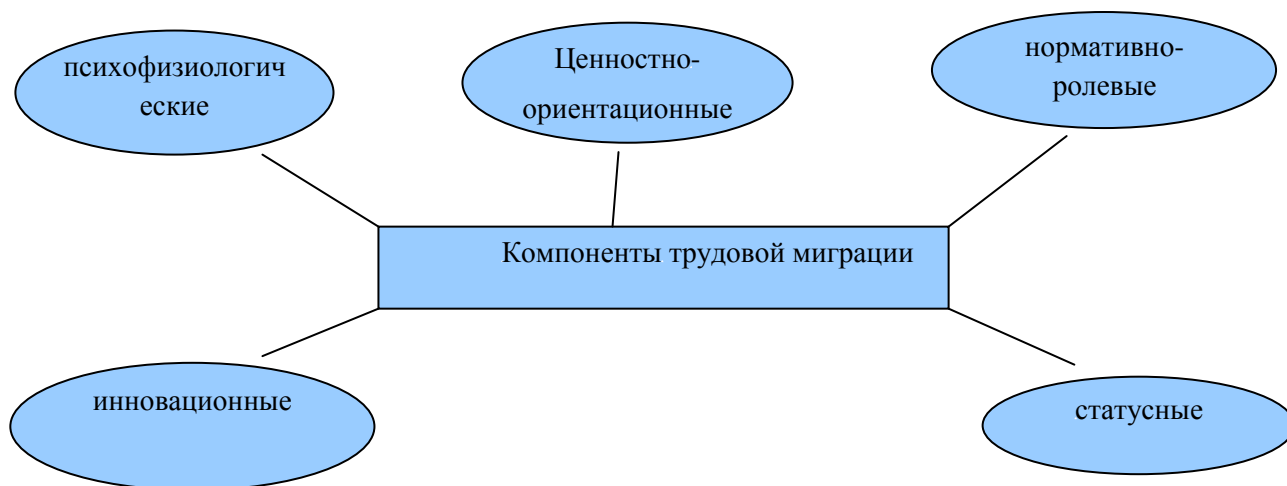 психофизиологич
еские
Ценностно-
ориентационные
нормативно-
ролевые
Компоненты трудовой миграции
инновационные
статусные